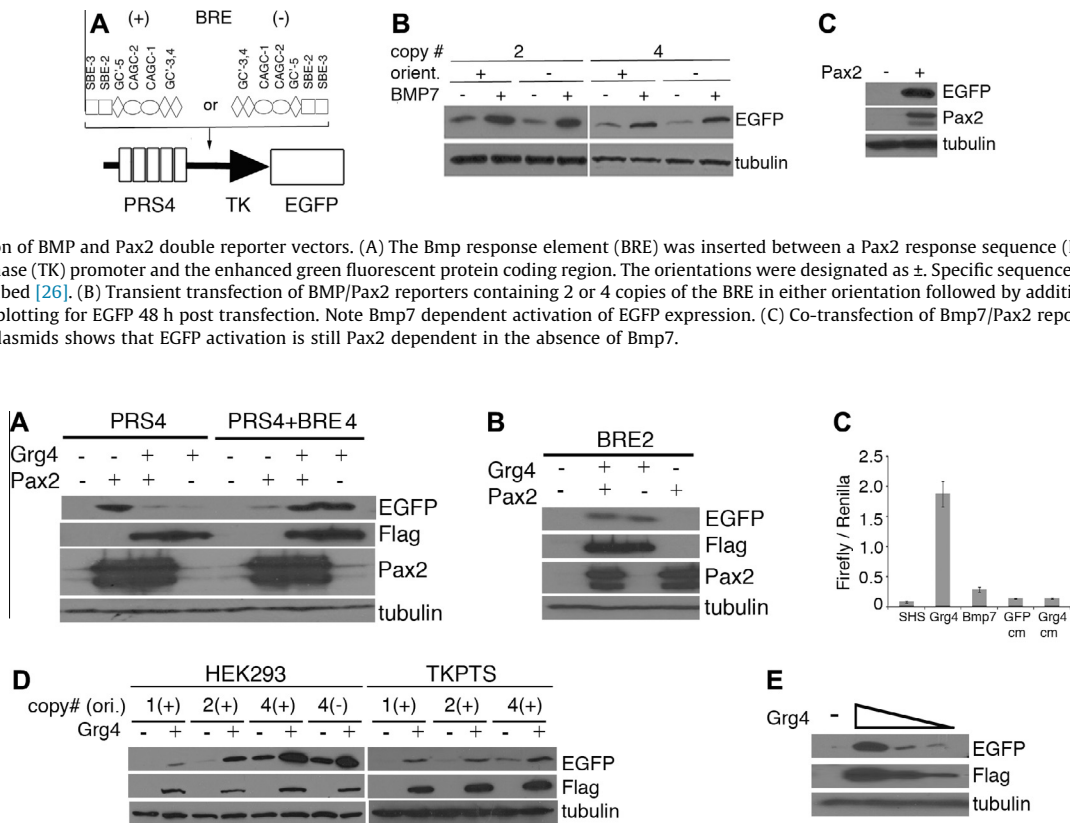 A (+) BRE (-)
SBE-3 SBE-2 GC'-5 CAGC-2 CAGC-1 GC'-3,4 GC'-3,4 CAGC-1 CAGC-2 GC'-5 SBE-2 SBE-3
or
PRS4 TK EGFP
B
copy # 2 4
orient. + - + -
BMP7 - + - + - + - +
EGFP
tubulin
C
Pax2 - +
EGFP
Pax2
tubulin
on of BMP and Pax2 double reporter vectors. (A) The Bmp response element (BRE) was inserted between a Pax2 response sequence (
ase (TK) promoter and the enhanced green fluorescent protein coding region. The orientations were designated as ±. Specific sequence
bed [26]. (B) Transient transfection of BMP/Pax2 reporters containing 2 or 4 copies of the BRE in either orientation followed by additi
plotting for EGFP 48 h post transfection. Note Bmp7 dependent activation of EGFP expression. (C) Co-transfection of Bmp7/Pax2 repo
lasmids shows that EGFP activation is still Pax2 dependent in the absence of Bmp7.
A PRS4 PRS4+BRE4
Grg4 - - + + - - + +
Pax2 - + + - - + + -
EGFP
Flag
Pax2
tubulin
B BRE2
Grg4 - + + -
Pax2 - + - +
EGFP
Flag
Pax2
tubulin
C
Firefly / Renilla
2.5
2.0
1.5
1.0
0.5
0
SHS Grg4 Bmp7 GFP Grg4
cm cm
D HEK293 TKPTS
copy# (ori.) 1(+) 2(+) 4(+) 4(-) 1(+) 2(+) 4(+)
Grg4 - + - + - + - + - + - + - +
EGFP
Flag
tubulin
E
Grg4 -
EGFP
Flag
tubulin